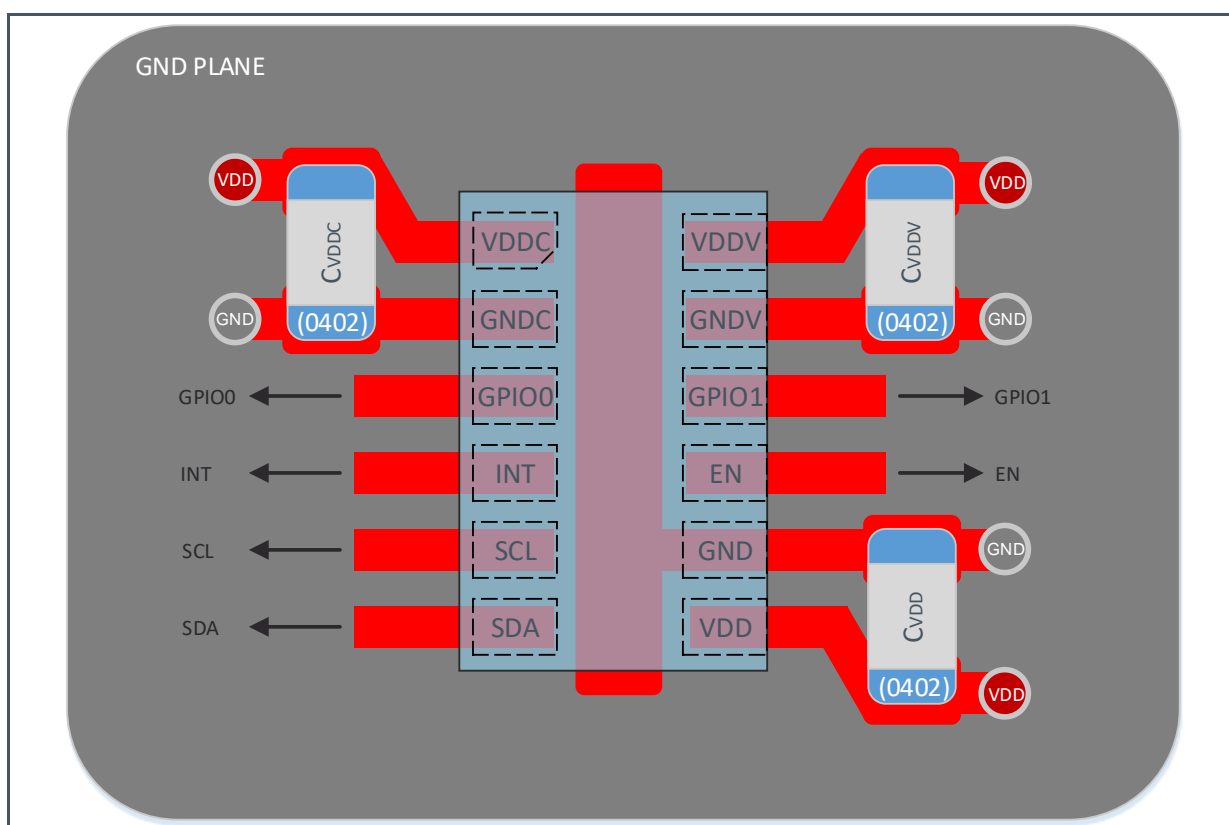 GND PLANE
VDD
VDD
CVDDC
VDDC
VDDV
CVDDV
GND
(0402)
GNDC
GNDV
(0402)
GND
GPIO0
GPIO0
GPIO1
GPIO1
INT
INT
EN
EN
SCL
SCL
GND
GND
CVDD
SDA
SDA
VDD
(0402)
VDD